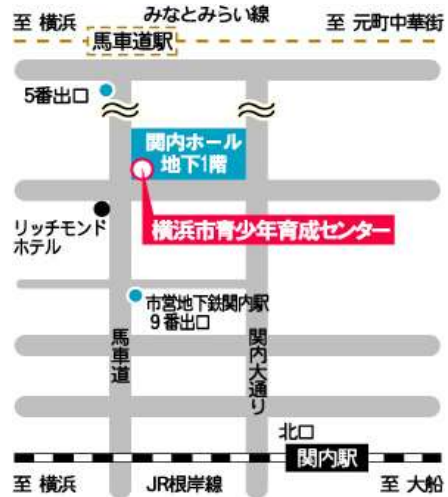 みなとみらい線
至 横浜
至 元町中華街
馬車道駅
5番出口
関内ホール
地下1階
横浜市青少年育成センター
リッチモンド
ホテル
市営地下鉄関内駅
9番出口
馬車道
関内大通り
北口
関内駅
至 横浜
JR根岸線
至 大船